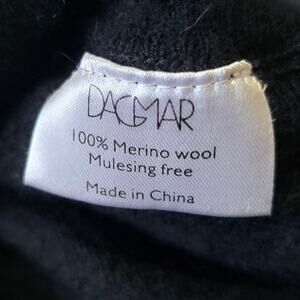 DAGMAR
100% Merino wool
Mulesing free
Made in China